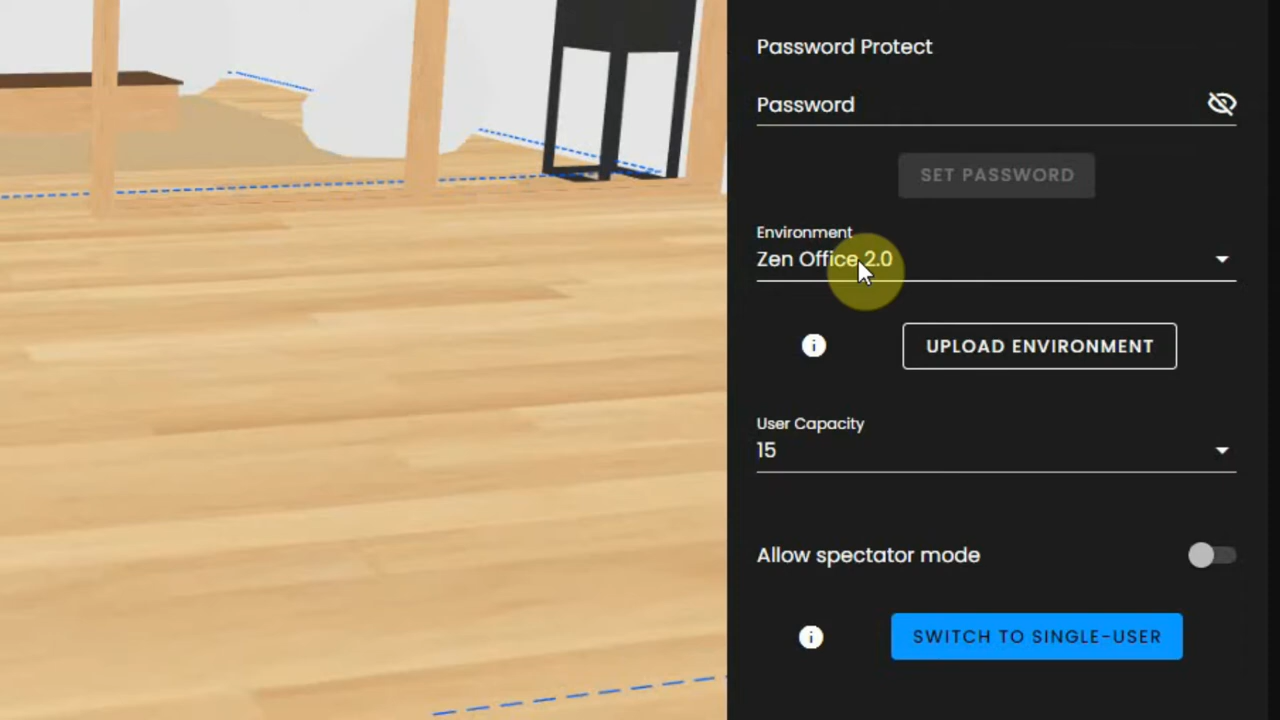 Password Protect
Password
SET PASSWORD
Environment
Zen Office 2.0
UPLOAD ENVIRONMENT
User Capacity
15
Allow spectator mode
SWITCH TO SINGLE-USER